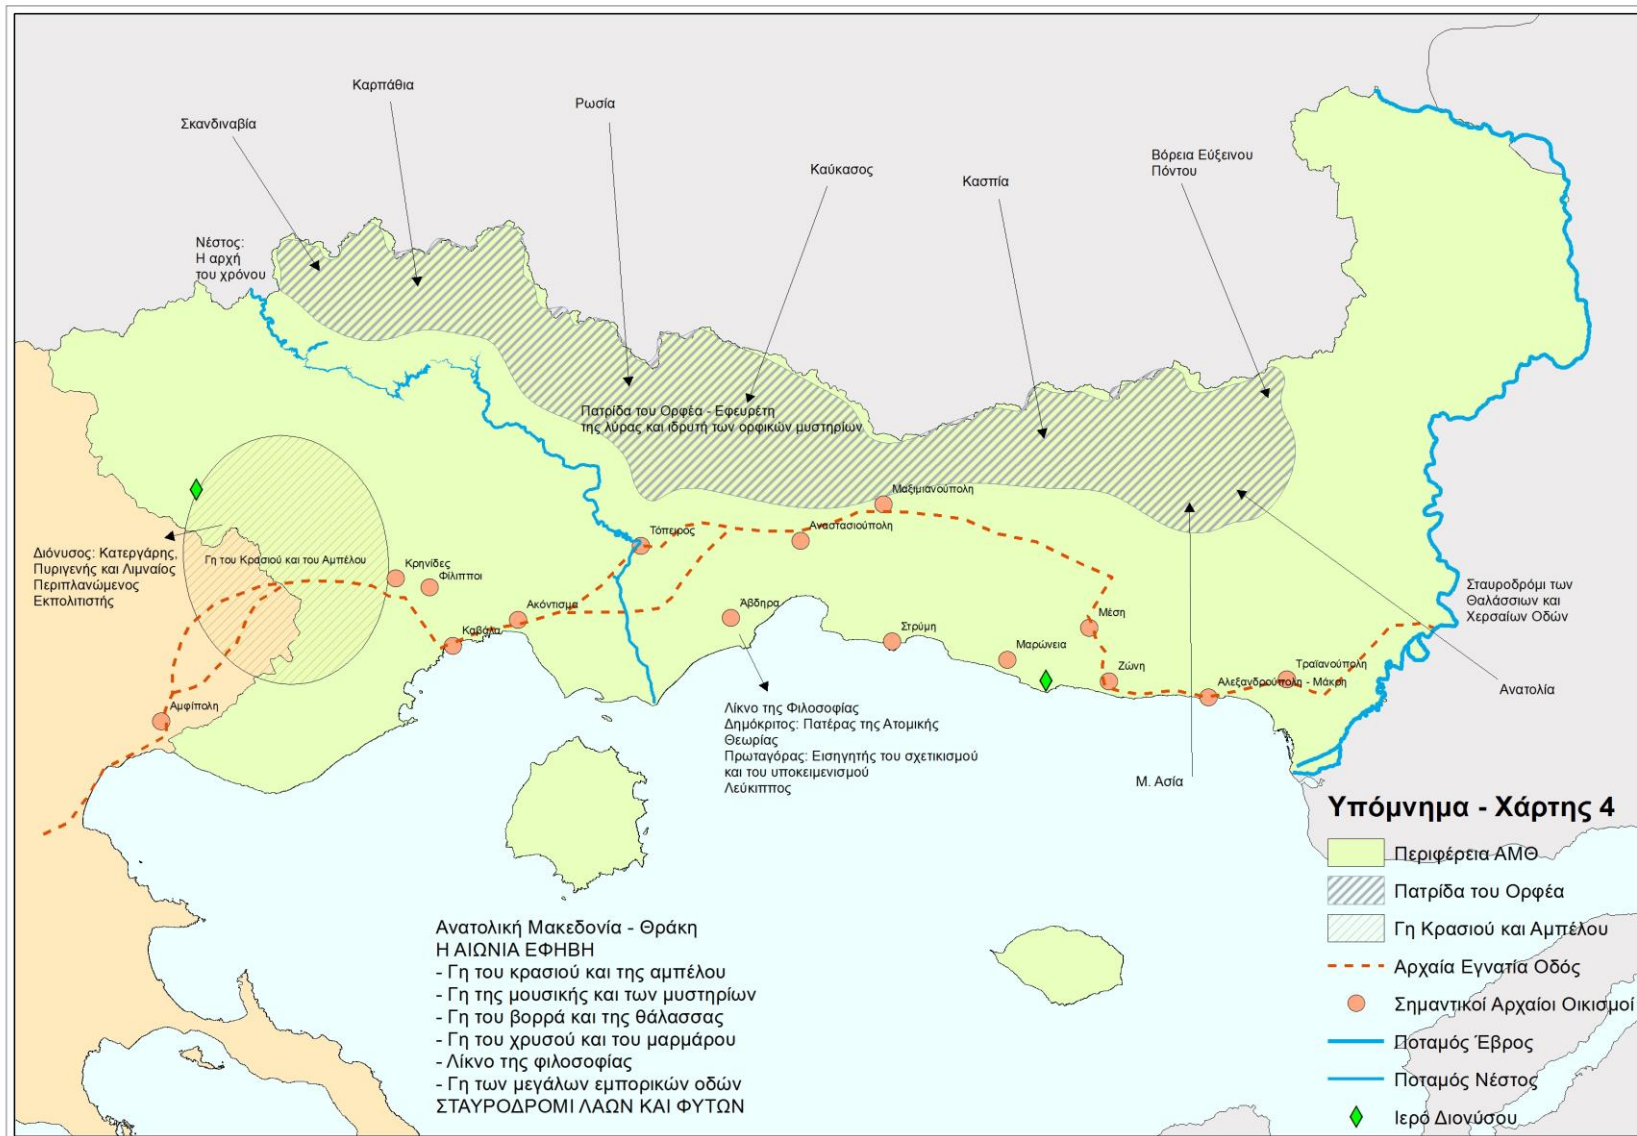 Καρπάθια
Σκανδιναβία
Ρωσία
Καύκασος
Κασπία
Βόρεια Εύξεινου
Πόντου
Νέστος:
Η αρχή
του χρόνου
Πατρίδα του Ορφέα - Εφευρέτη
της λύρας και ιδρυτή των ορφικών μυστηρίων
Μαξιμιανούπολη
Τόπειρος
Αναστασιούπολη
Διόνυσος: Κατεργάρης,
Πυριγενής και Λιμναίος
Περιπλανώμενος
Εκπολιτιστής
Γη του Κρασιού και του Αμπέλου
Κρηνίδες
Φίλιπποι
Ακόντισμα
Άβδηρα
Καβάλα
Στρύμη
Μέση
Μαρώνεια
Ζώνη
Τραϊανούπολη
Αλεξανδρούπολη - Μάκρη
Αμφίπολη
Σταυροδρόμι των
Θαλάσσιων και
Χερσαίων Οδών
Ανατολία
Μ. Ασία
Λίκνο της Φιλοσοφίας
Δημόκριτος: Πατέρας της Ατομικής
Θεωρίας
Πρωταγόρας: Εισηγητής του σχετικισμού
και του υποκειμενισμού
Λεύκιππος
Ανατολική Μακεδονία - Θράκη
Η ΑΙΩΝΙΑ ΕΦΗΒΗ
- Γη του κρασιού και της αμπέλου
- Γη της μουσικής και των μυστηρίων
- Γη του βορρά και της θάλασσας
- Γη του χρυσού και του μαρμάρου
- Λίκνο της φιλοσοφίας
- Γη των μεγάλων εμπορικών οδών
ΣΤΑΥΡΟΔΡΟΜΙ ΛΑΩΝ ΚΑΙ ΦΥΤΩΝ
Υπόμνημα - Χάρτης 4
Περιφέρεια ΑΜΘ
Πατρίδα του Ορφέα
Γη Κρασιού και Αμπέλου
Αρχαία Εγνατία Οδός
Σημαντικοί Αρχαίοι Οικισμοί
Ποταμός Έβρος
Ποταμός Νέστος
Ιερό Διονύσου